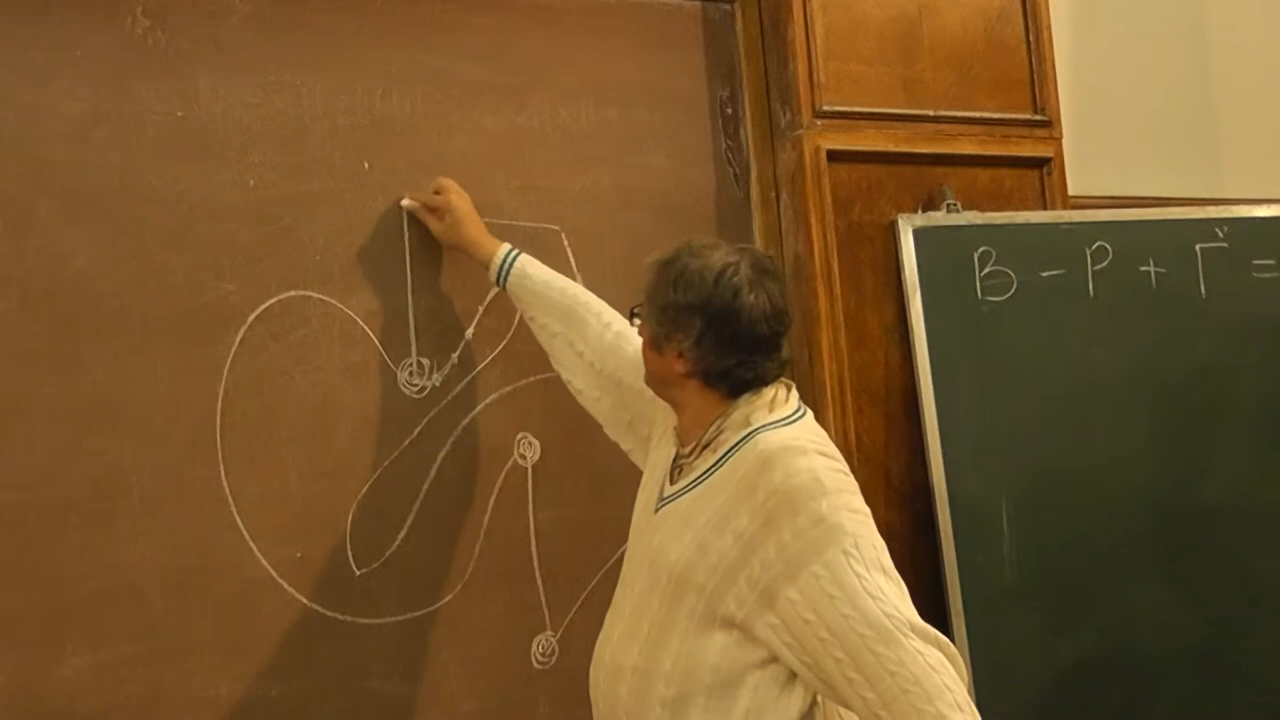 В - Р + Г =